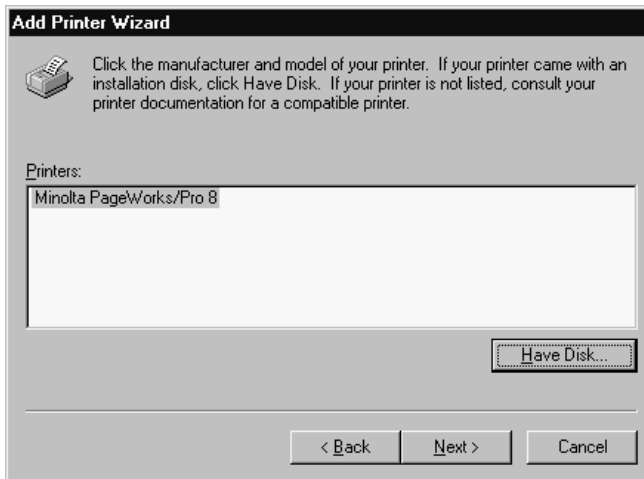 Add Printer Wizard
Click the manufacturer and model of your printer.  If your printer came with an
installation disk, click Have Disk.  If your printer is not listed, consult your
printer documentation for a compatible printer.
Printers:
Minolta PageWorks/Pro 8
Have Disk...
< Back
Next >
Cancel